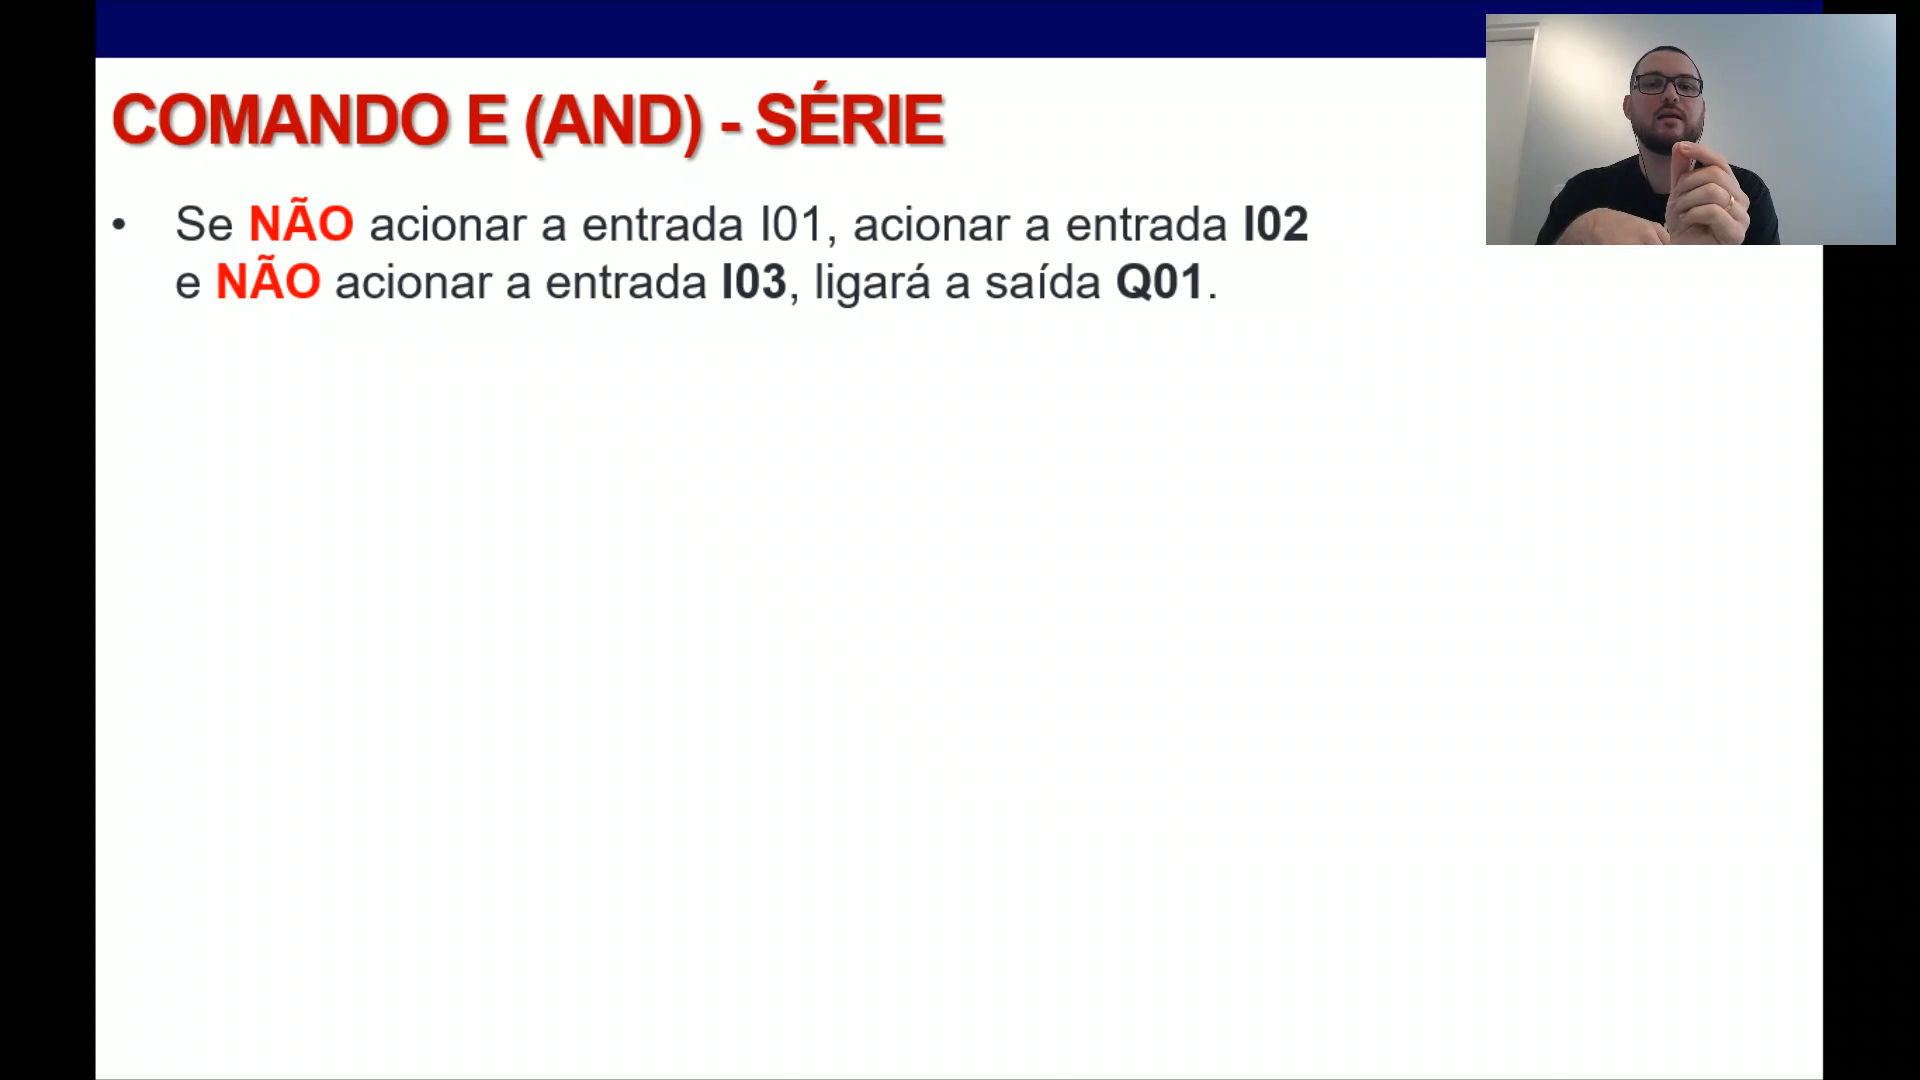 COMANDO E (AND) - SÉRIE
• Se NÃO acionar a entrada I01, acionar a entrada I02
e NÃO acionar a entrada I03, ligará a saída Q01.